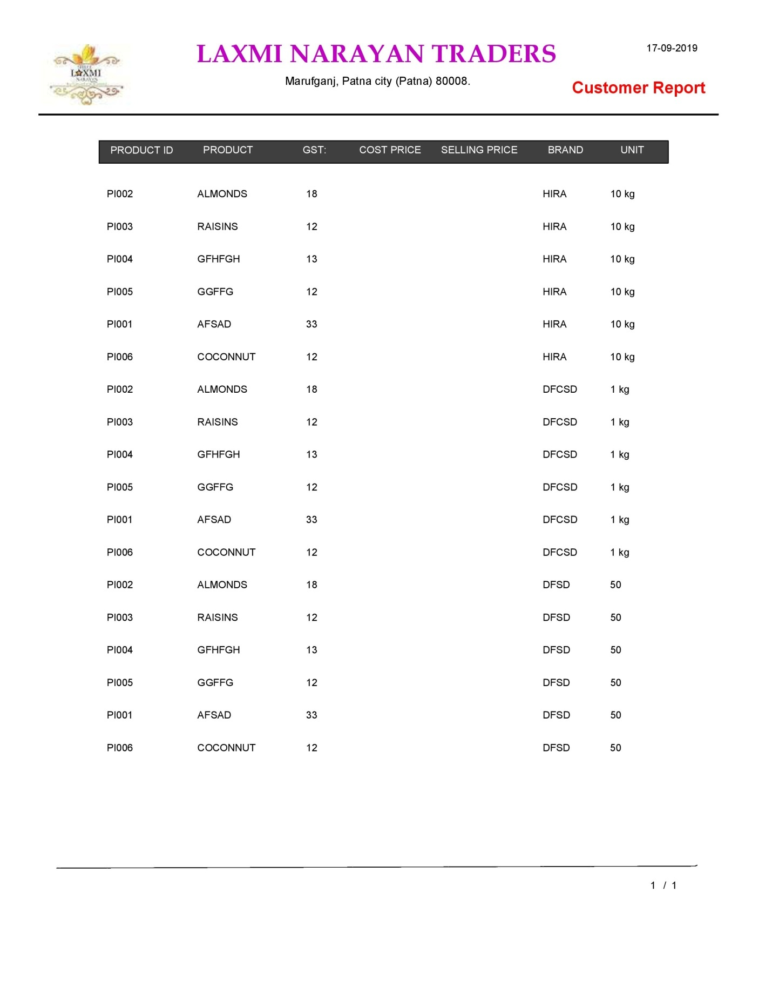 LAXMI NARAYAN TRADERS
17-09-2019
Marufganj, Patna city (Patna) 80008.
Customer Report
LAXMI
NARAYAN
PRODUCT ID PRODUCT GST: COST PRICE SELLING PRICE BRAND UNIT
PI002 ALMONDS 18 HIRA 10 kg
PI003 RAISINS 12 HIRA 10 kg
PI004 GFHFGH 13 HIRA 10 kg
PI005 GGFFG 12 HIRA 10 kg
PI001 AFSAD 33 HIRA 10 kg
PI006 COCONNUT 12 HIRA 10 kg
PI002 ALMONDS 18 DFCSD 1 kg
PI003 RAISINS 12 DFCSD 1 kg
PI004 GFHFGH 13 DFCSD 1 kg
PI005 GGFFG 12 DFCSD 1 kg
PI001 AFSAD 33 DFCSD 1 kg
PI006 COCONNUT 12 DFCSD 1 kg
PI002 ALMONDS 18 DFSD 50
PI003 RAISINS 12 DFSD 50
PI004 GFHFGH 13 DFSD 50
PI005 GGFFG 12 DFSD 50
PI001 AFSAD 33 DFSD 50
PI006 COCONNUT 12 DFSD 50
1 / 1